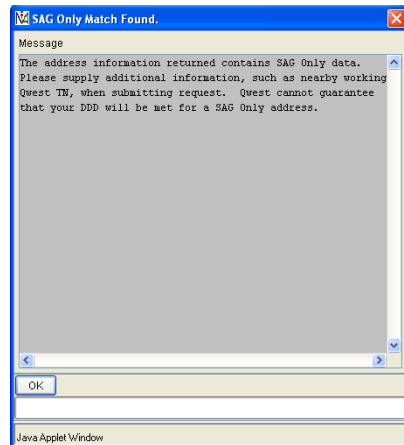 SAG Only Match Found.
Message
The address information returned contains SAG Only data.
Please supply additional information, such as nearby working
Qwest TN, when submitting request.  Qwest cannot guarantee
that your DDD will be met for a SAG Only address.
OK
Java Applet Window